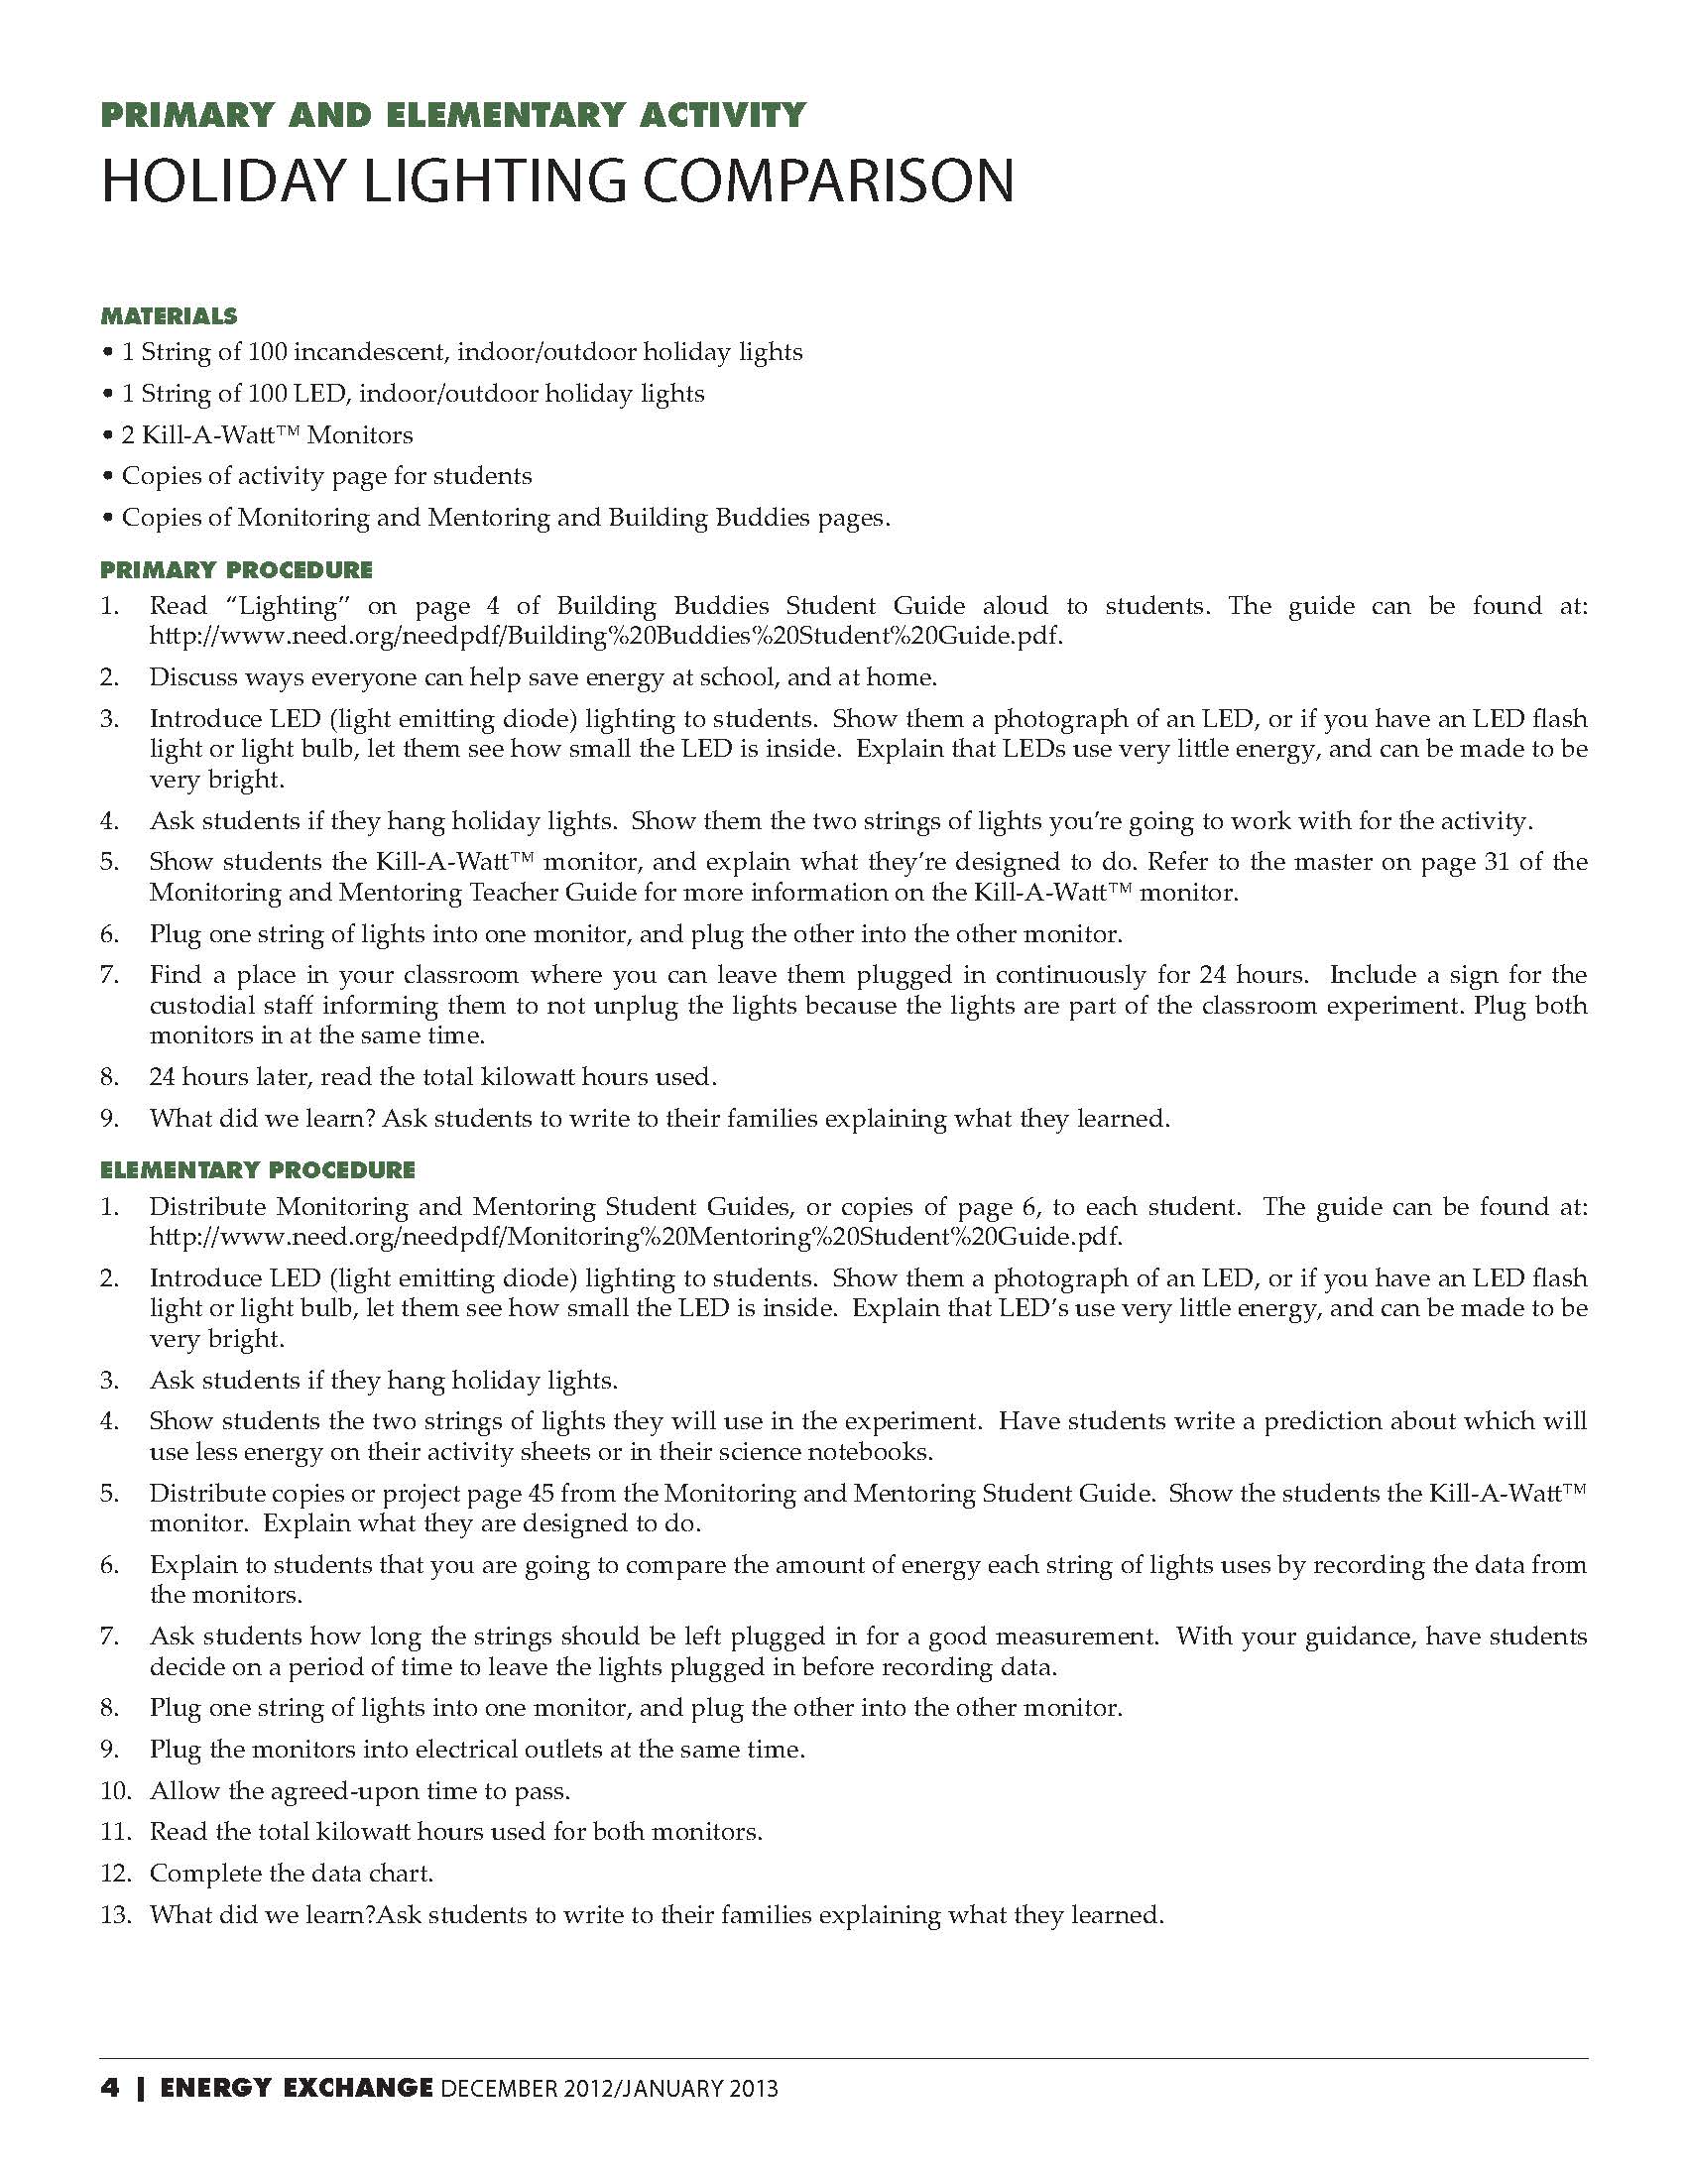 PRIMARY AND ELEMENTARY ACTIVITY
HOLIDAY LIGHTING COMPARISON
MATERIALS
• 1 String of 100 incandescent, indoor/outdoor holiday lights
• 1 String of 100 LED, indoor/outdoor holiday lights
• 2 Kill-A-Watt™ Monitors
• Copies of activity page for students
• Copies of Monitoring and Mentoring and Building Buddies pages.
PRIMARY PROCEDURE
1. Read “Lighting” on page 4 of Building Buddies Student Guide aloud to students. The guide can be found at:
http://www.need.org/needpdf/Building%20Buddies%20Student%20Guide.pdf.
2. Discuss ways everyone can help save energy at school, and at home.
3. Introduce LED (light emitting diode) lighting to students. Show them a photograph of an LED, or if you have an LED flash
light or light bulb, let them see how small the LED is inside. Explain that LEDs use very little energy, and can be made to be
very bright.
4. Ask students if they hang holiday lights. Show them the two strings of lights you’re going to work with for the activity.
5. Show students the Kill-A-Watt™ monitor, and explain what they’re designed to do. Refer to the master on page 31 of the
Monitoring and Mentoring Teacher Guide for more information on the Kill-A-Watt™ monitor.
6. Plug one string of lights into one monitor, and plug the other into the other monitor.
7. Find a place in your classroom where you can leave them plugged in continuously for 24 hours. Include a sign for the
custodial staff informing them to not unplug the lights because the lights are part of the classroom experiment. Plug both
monitors in at the same time.
8. 24 hours later, read the total kilowatt hours used.
9. What did we learn? Ask students to write to their families explaining what they learned.
ELEMENTARY PROCEDURE
1. Distribute Monitoring and Mentoring Student Guides, or copies of page 6, to each student. The guide can be found at:
http://www.need.org/needpdf/Monitoring%20Mentoring%20Student%20Guide.pdf.
2. Introduce LED (light emitting diode) lighting to students. Show them a photograph of an LED, or if you have an LED flash
light or light bulb, let them see how small the LED is inside. Explain that LED’s use very little energy, and can be made to be
very bright.
3. Ask students if they hang holiday lights.
4. Show students the two strings of lights they will use in the experiment. Have students write a prediction about which will
use less energy on their activity sheets or in their science notebooks.
5. Distribute copies or project page 45 from the Monitoring and Mentoring Student Guide. Show the students the Kill-A-Watt™
monitor. Explain what they are designed to do.
6. Explain to students that you are going to compare the amount of energy each string of lights uses by recording the data from
the monitors.
7. Ask students how long the strings should be left plugged in for a good measurement. With your guidance, have students
decide on a period of time to leave the lights plugged in before recording data.
8. Plug one string of lights into one monitor, and plug the other into the other monitor.
9. Plug the monitors into electrical outlets at the same time.
10. Allow the agreed-upon time to pass.
11. Read the total kilowatt hours used for both monitors.
12. Complete the data chart.
13. What did we learn?Ask students to write to their families explaining what they learned.
4 | ENERGY EXCHANGE DECEMBER 2012/JANUARY 2013